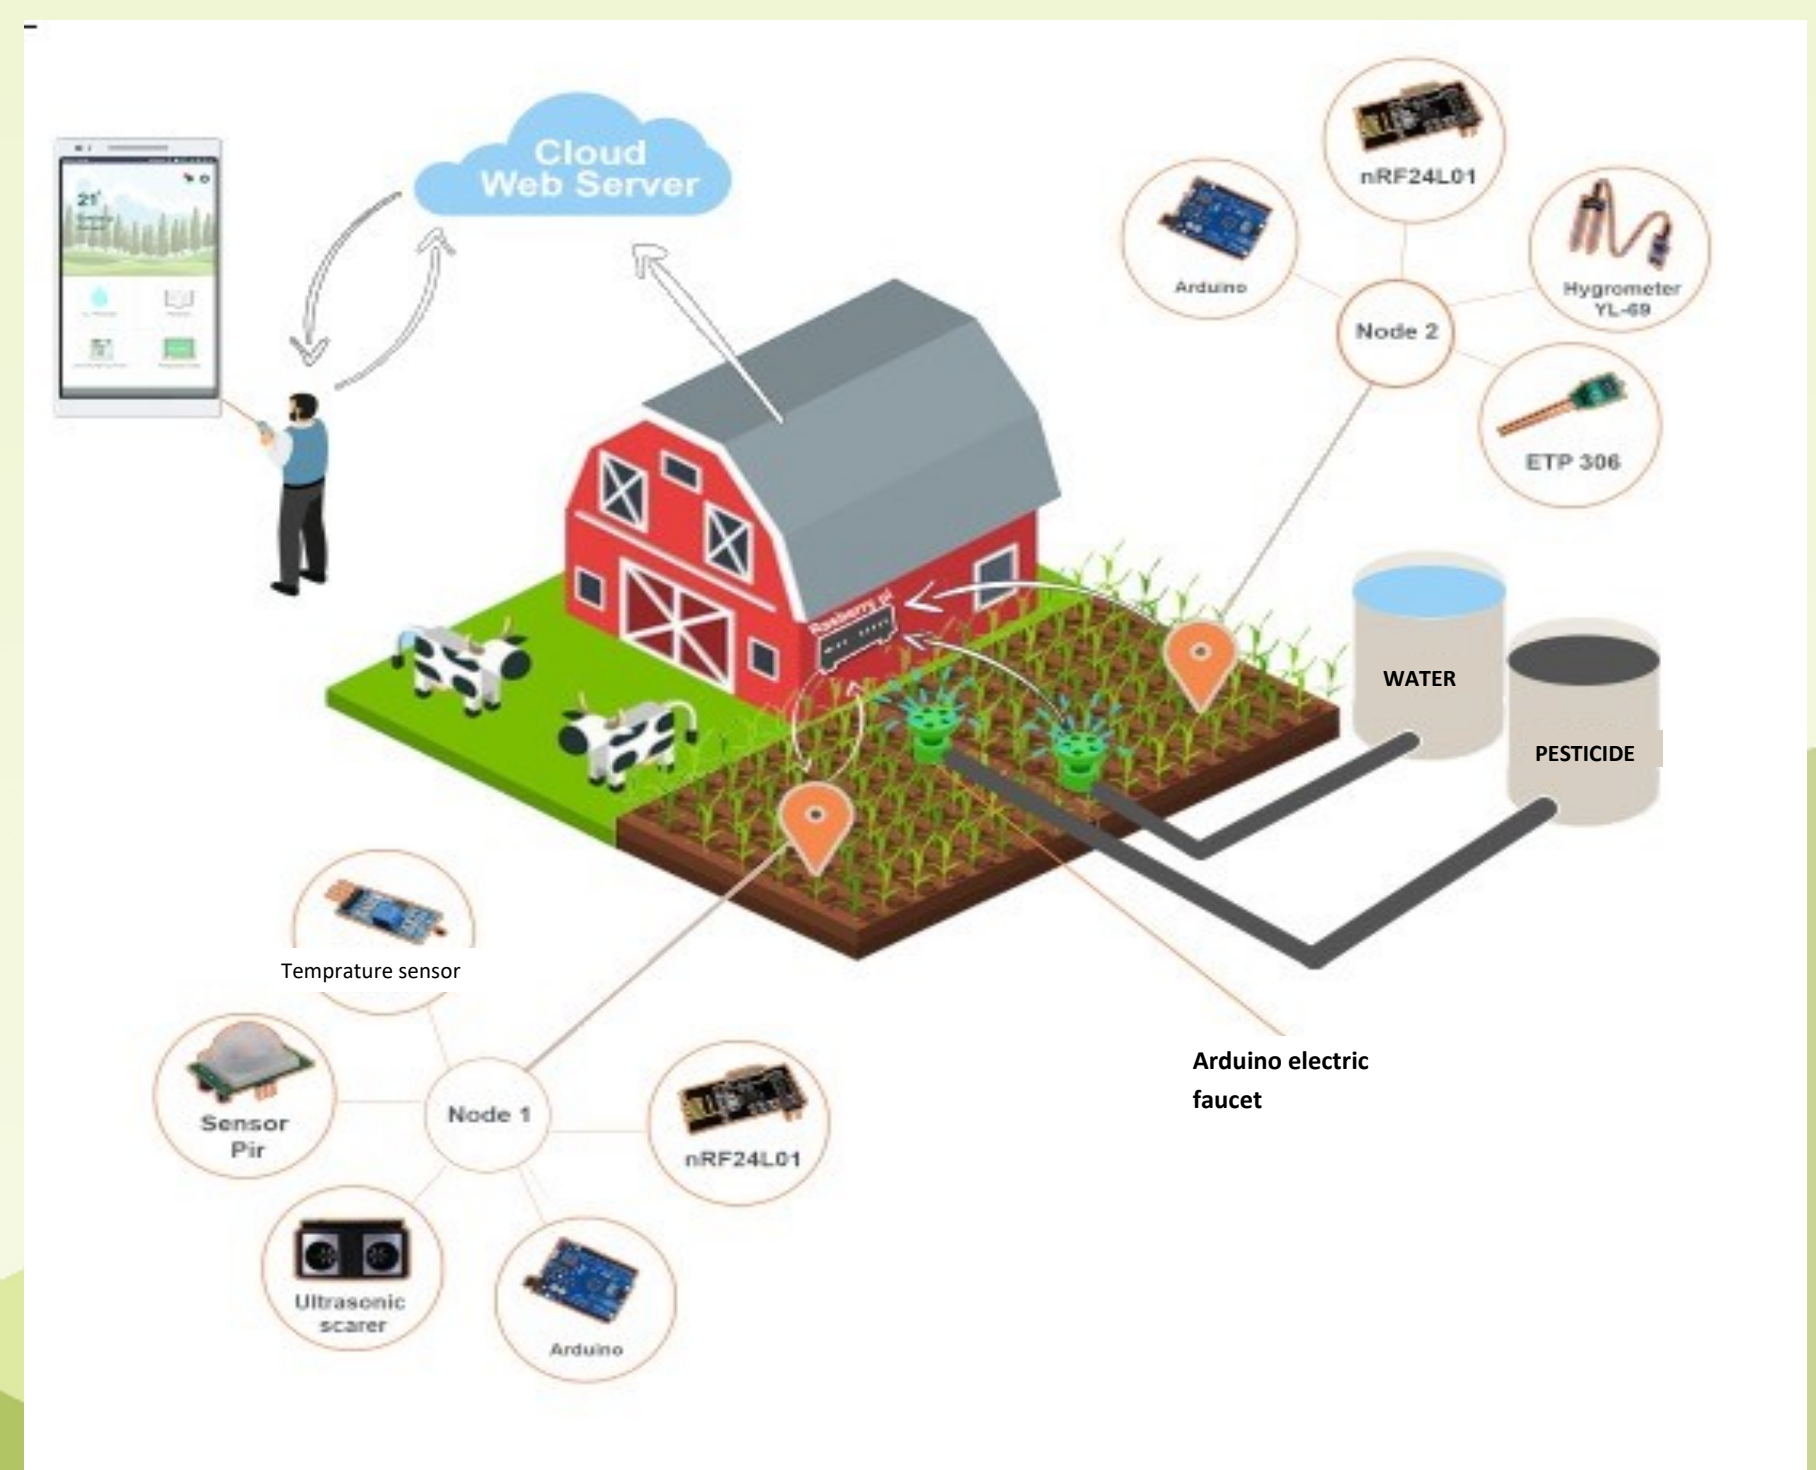 Cloud
Web Server
21°
nRF24L01
Arduino
Hygrometer
YL-69
Node 2
ETP 306
Rasberry pi
WATER
PESTICIDE
Temprature sensor
Sensor
Pir
Node 1
nRF24L01
Ultrasonic
scarer
Arduino
Arduino electric
faucet